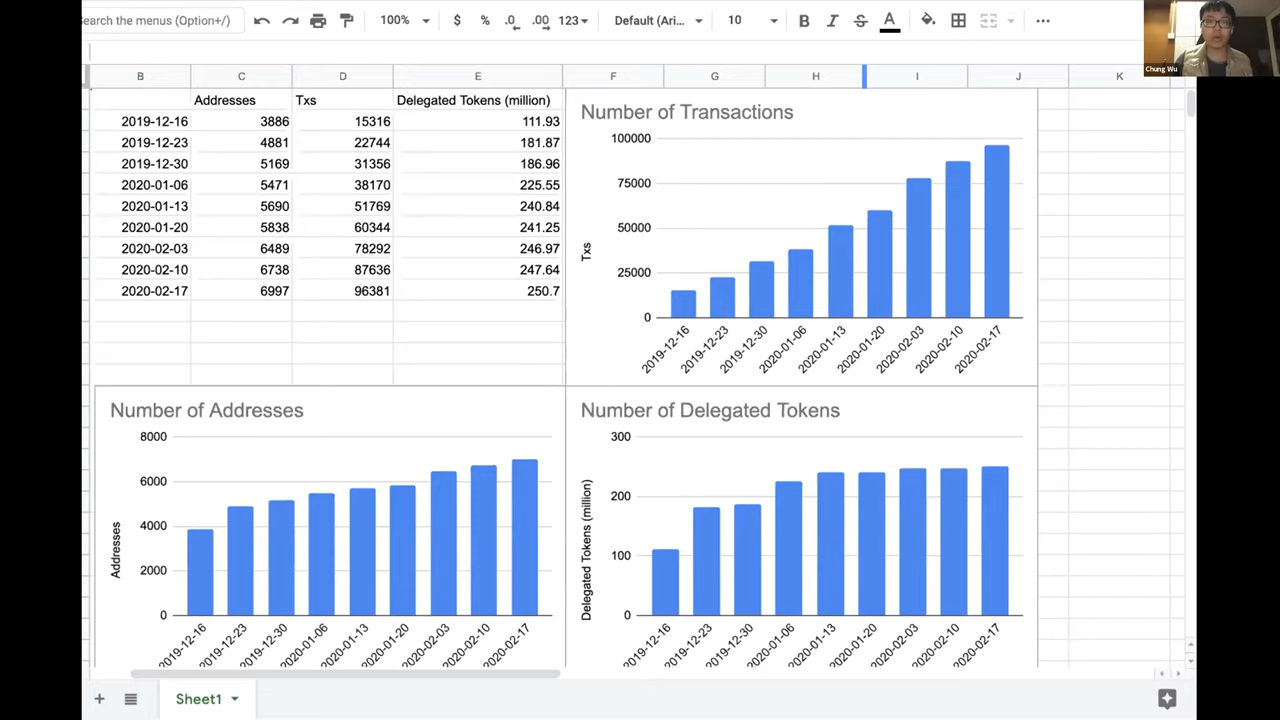 Search the menus (Option+/)
100%
$ % .0 .00 123
Default (Ari...
10
B I S A
Chung Wu
B C D E F G H I J K
Addresses Txs Delegated Tokens (million)
2019-12-16 3886 15316 111.93
2019-12-23 4881 22744 181.87
2019-12-30 5169 31356 186.96
2020-01-06 5471 38170 225.55
2020-01-13 5690 51769 240.84
2020-01-20 5838 60344 241.25
2020-02-03 6489 78292 246.97
2020-02-10 6738 87636 247.64
2020-02-17 6997 96381 250.7
Number of Transactions
100000
75000
50000
25000
0
Txs
2019-12-16 2019-12-23 2019-12-30 2020-01-06 2020-01-13 2020-01-20 2020-02-03 2020-02-10 2020-02-17
Number of Addresses
8000
6000
4000
2000
0
Addresses
2019-12-16 2019-12-23 2019-12-30 2020-01-06 2020-01-13 2020-01-20 2020-02-03 2020-02-10 2020-02-17
Number of Delegated Tokens
300
200
100
0
Delegated Tokens (million)
2019-12-16 2019-12-23 2019-12-30 2020-01-06 2020-01-13 2020-01-20 2020-02-03 2020-02-10 2020-02-17
Sheet1